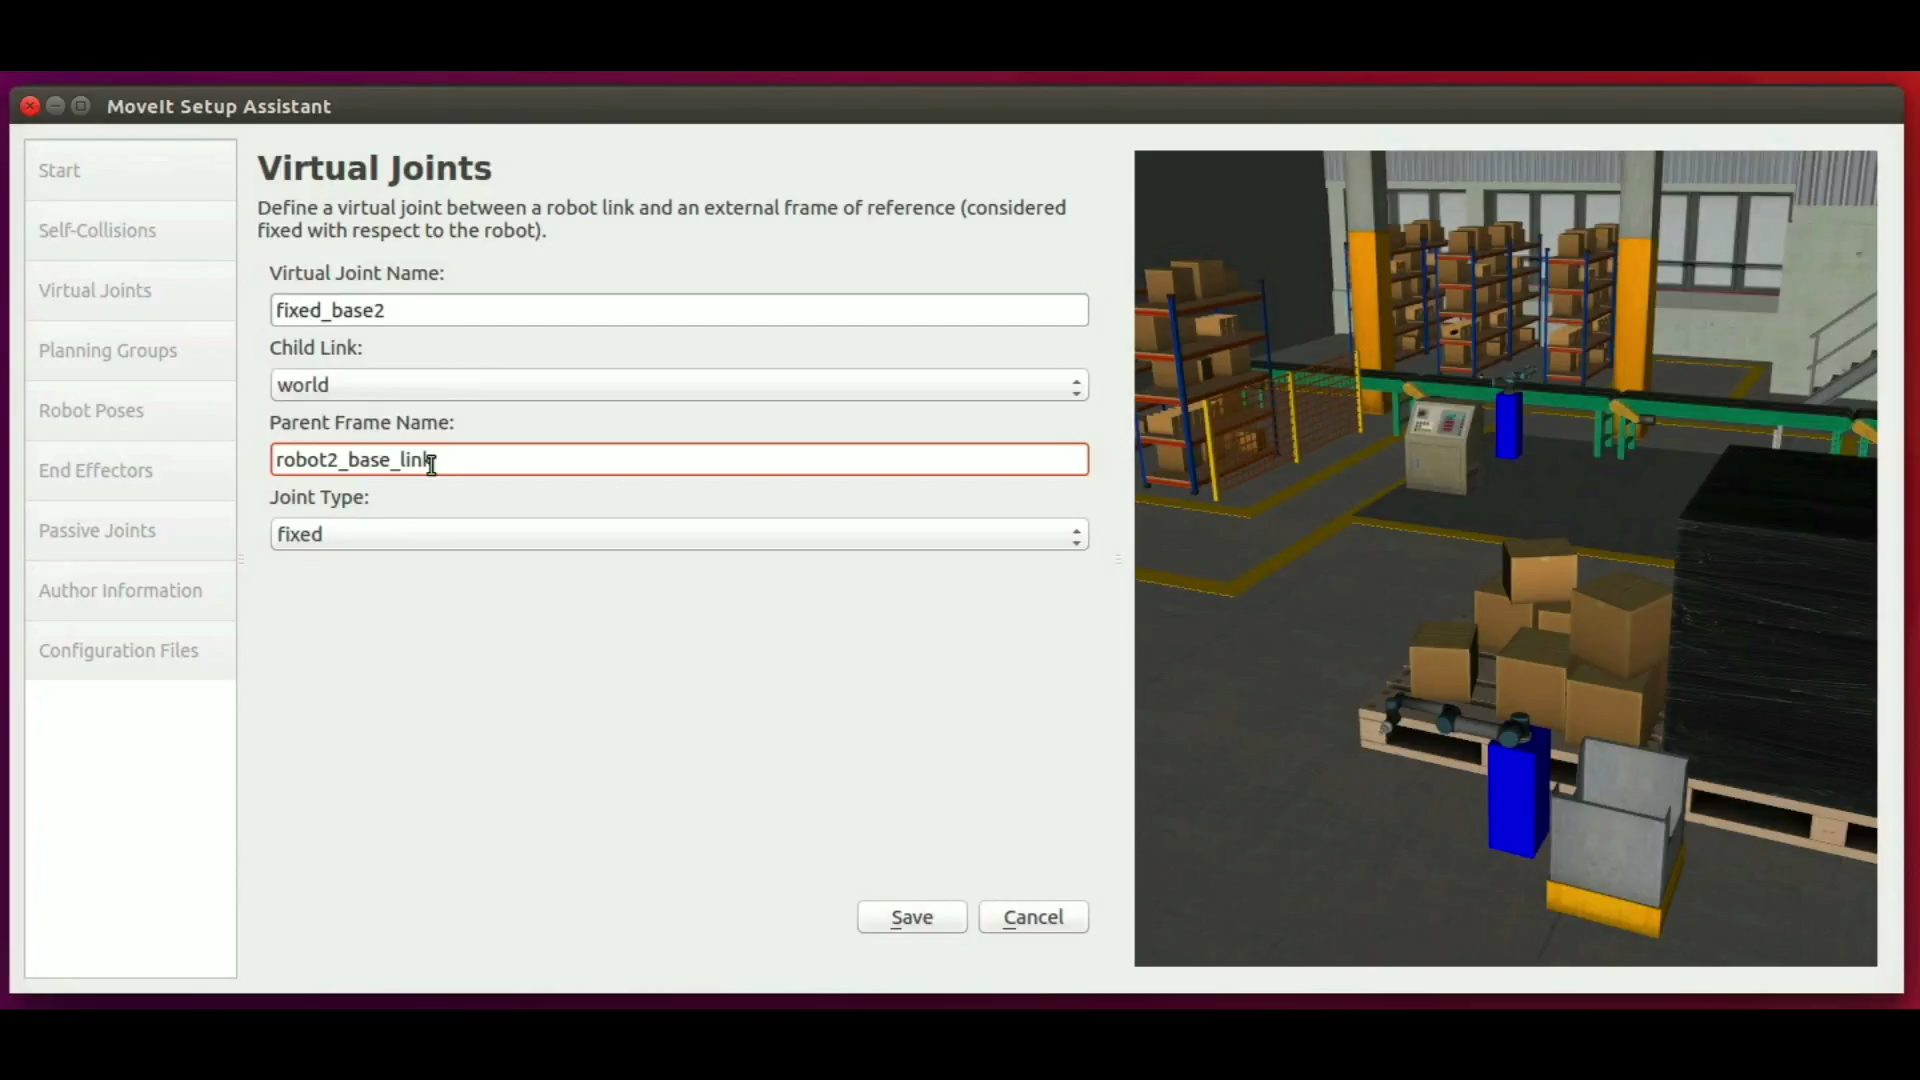 MoveIt Setup Assistant
Start
Self-Collisions
Virtual Joints
Planning Groups
Robot Poses
End Effectors
Passive Joints
Author Information
Configuration Files
Virtual Joints
Define a virtual joint between a robot link and an external frame of reference (considered
fixed with respect to the robot).
Virtual Joint Name:
fixed_base2
Child Link:
world
Parent Frame Name:
robot2_base_link
Joint Type:
fixed
Save
Cancel